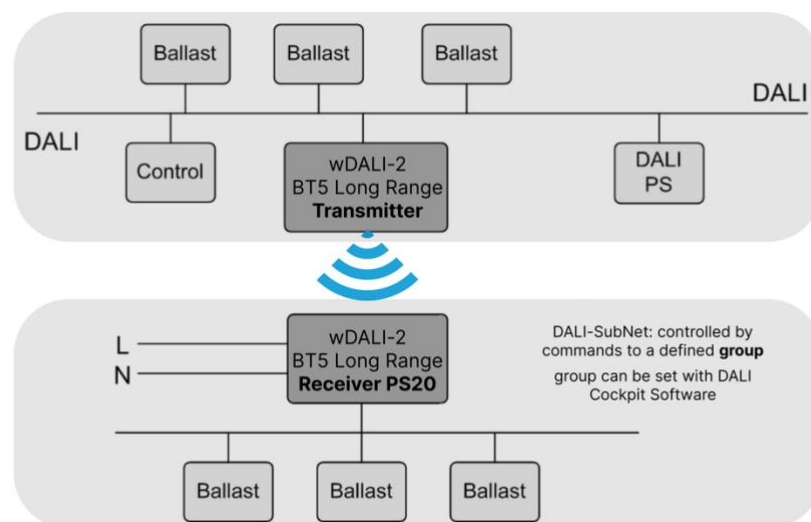 Ballast
Ballast
Ballast
DALI
DALI
Control
wDALI-2
BT5 Long Range
Transmitter
DALI
PS
L
N
wDALI-2
BT5 Long Range
Receiver PS20
DALI-SubNet: controlled by
commands to a defined group
group can be set with DALI
Cockpit Software
Ballast
Ballast
Ballast